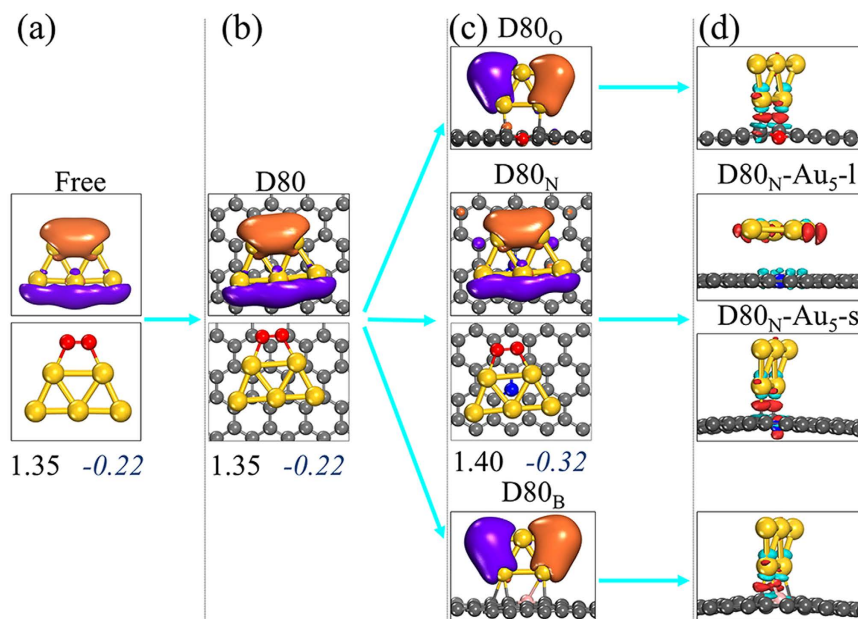 (a)
(b)
(c)
(d)
D80O
Free
D80
D80N
D80N-Au5-l
D80N-Au5-s
1.35 -0.22
1.35 -0.22
1.40 -0.32
D80B